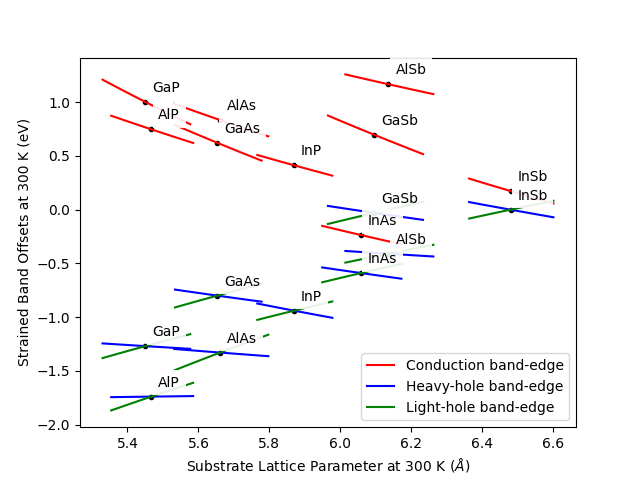 AlSb
GaP
AlAs
AlP
GaAs
GaSb
InP
InSb
InSb
GaSb
InAs
AlSb
InAs
GaAs
InP
GaP
AlAs
AlP
1.0
0.5
0.0
−0.5
−1.0
−1.5
−2.0
Strained Band Offsets at 300 K (eV)
Conduction band-edge
Heavy-hole band-edge
Light-hole band-edge
5.4 5.6 5.8 6.0 6.2 6.4 6.6
Substrate Lattice Parameter at 300 K (Å)